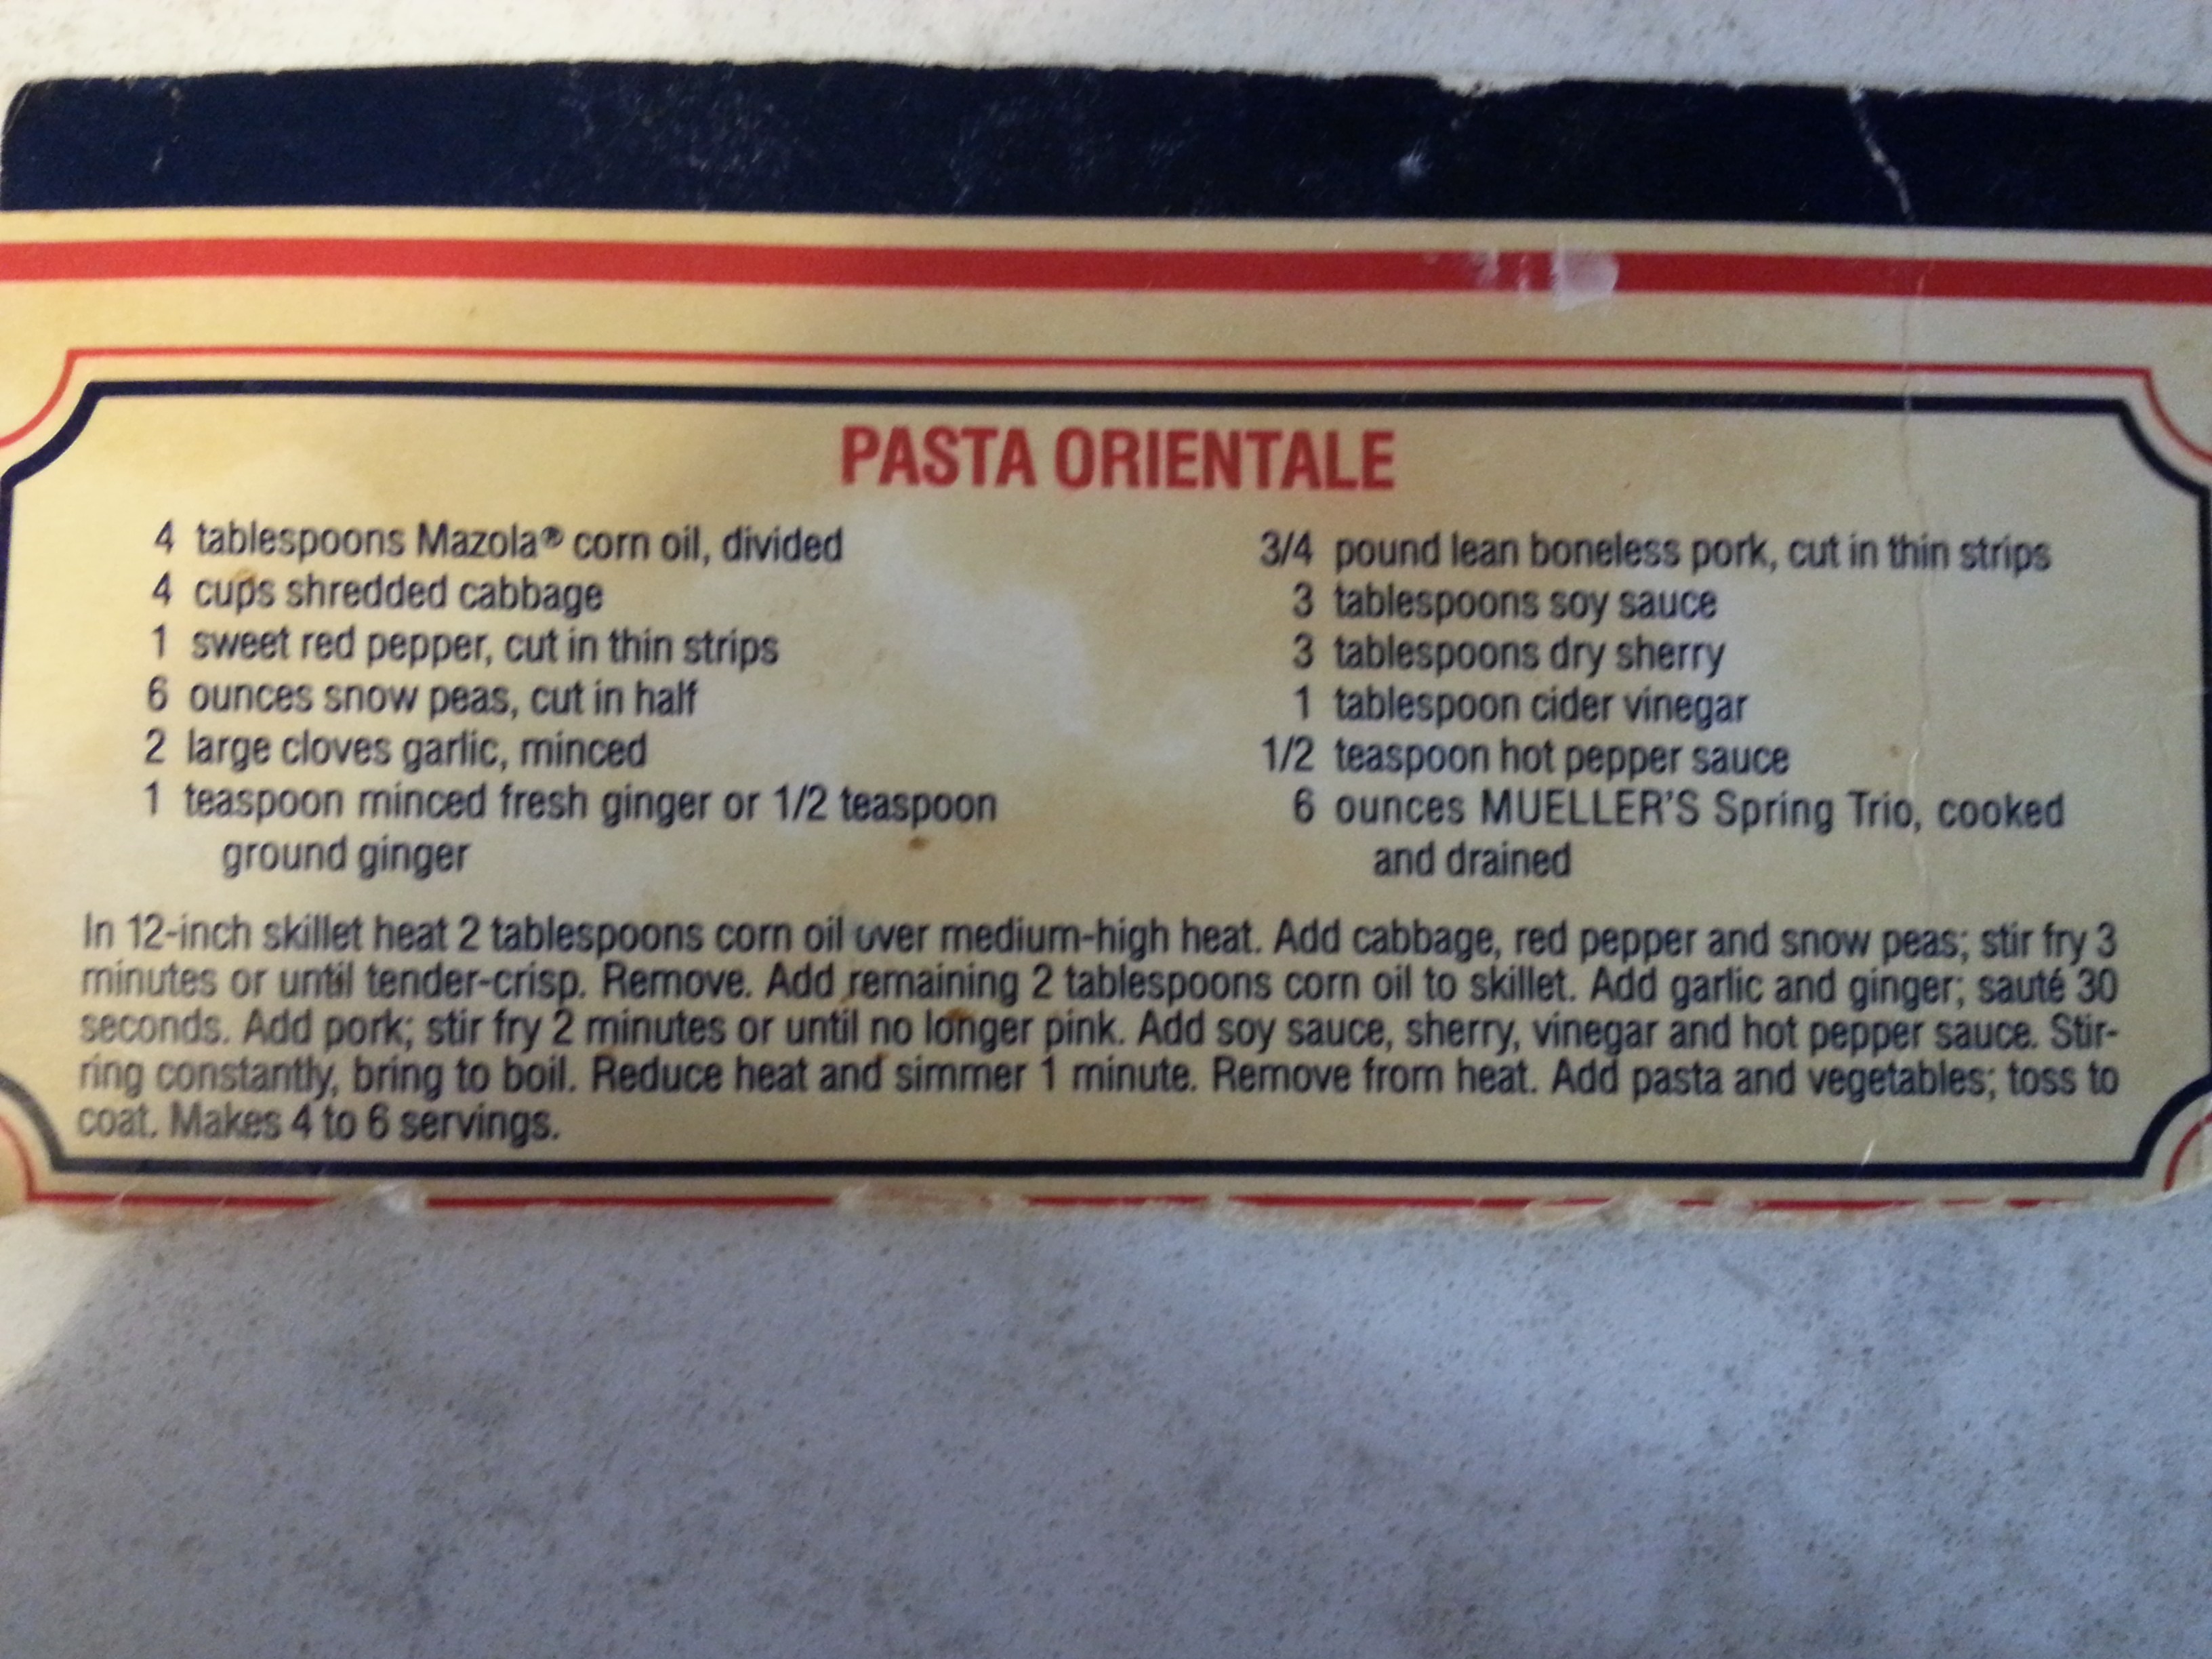 PASTA ORIENTALE
4 tablespoons Mazola® corn oil, divided
4 cups shredded cabbage
1 sweet red pepper, cut in thin strips
6 ounces snow peas, cut in half
2 large cloves garlic, minced
1 teaspoon minced fresh ginger or 1/2 teaspoon
ground ginger
3/4 pound lean boneless pork, cut in thin strips
3 tablespoons soy sauce
3 tablespoons dry sherry
1 tablespoon cider vinegar
1/2 teaspoon hot pepper sauce
6 ounces MUELLER'S Spring Trio, cooked
and drained
In 12-inch skillet heat 2 tablespoons corn oil over medium-high heat. Add cabbage, red pepper and snow peas; stir fry 3
minutes or until tender-crisp. Remove. Add remaining 2 tablespoons corn oil to skillet. Add garlic and ginger; sauté 30
seconds. Add pork; stir fry 2 minutes or until no longer pink. Add soy sauce, sherry, vinegar and hot pepper sauce. Stir-
ring constantly, bring to boil. Reduce heat and simmer 1 minute. Remove from heat. Add pasta and vegetables; toss to
coat. Makes 4 to 6 servings.